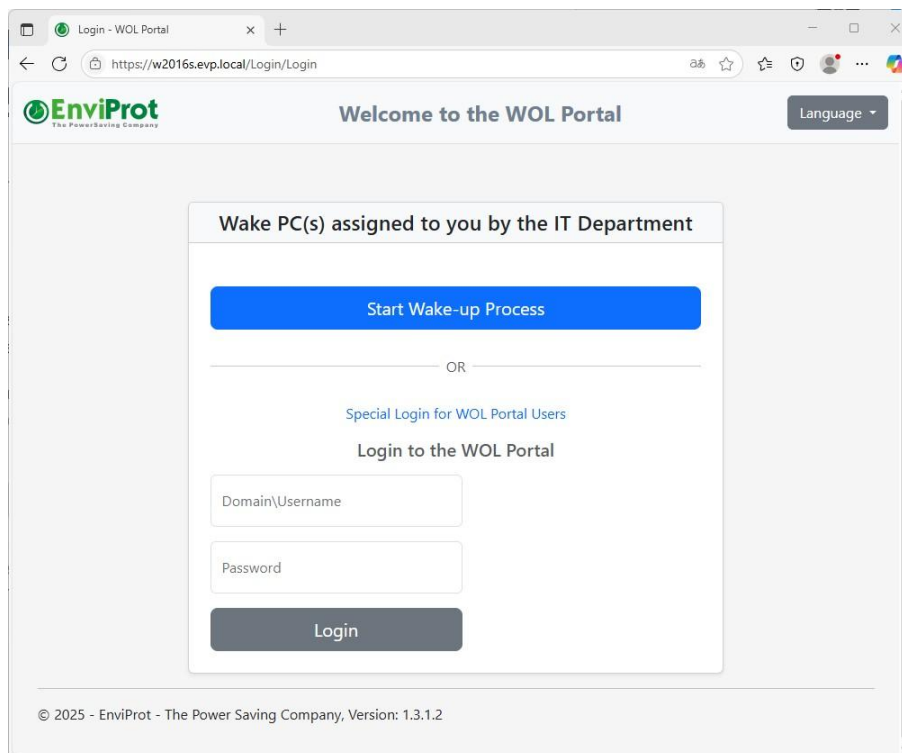 Login - WOL Portal
https://w2016s.evp.local/Login/Login
EnviProt
The PowerSaving Company
Welcome to the WOL Portal
Language
Wake PC(s) assigned to you by the IT Department
Start Wake-up Process
OR
Special Login for WOL Portal Users
Login to the WOL Portal
Domain\Username
Password
Login
© 2025 - EnviProt - The Power Saving Company, Version: 1.3.1.2